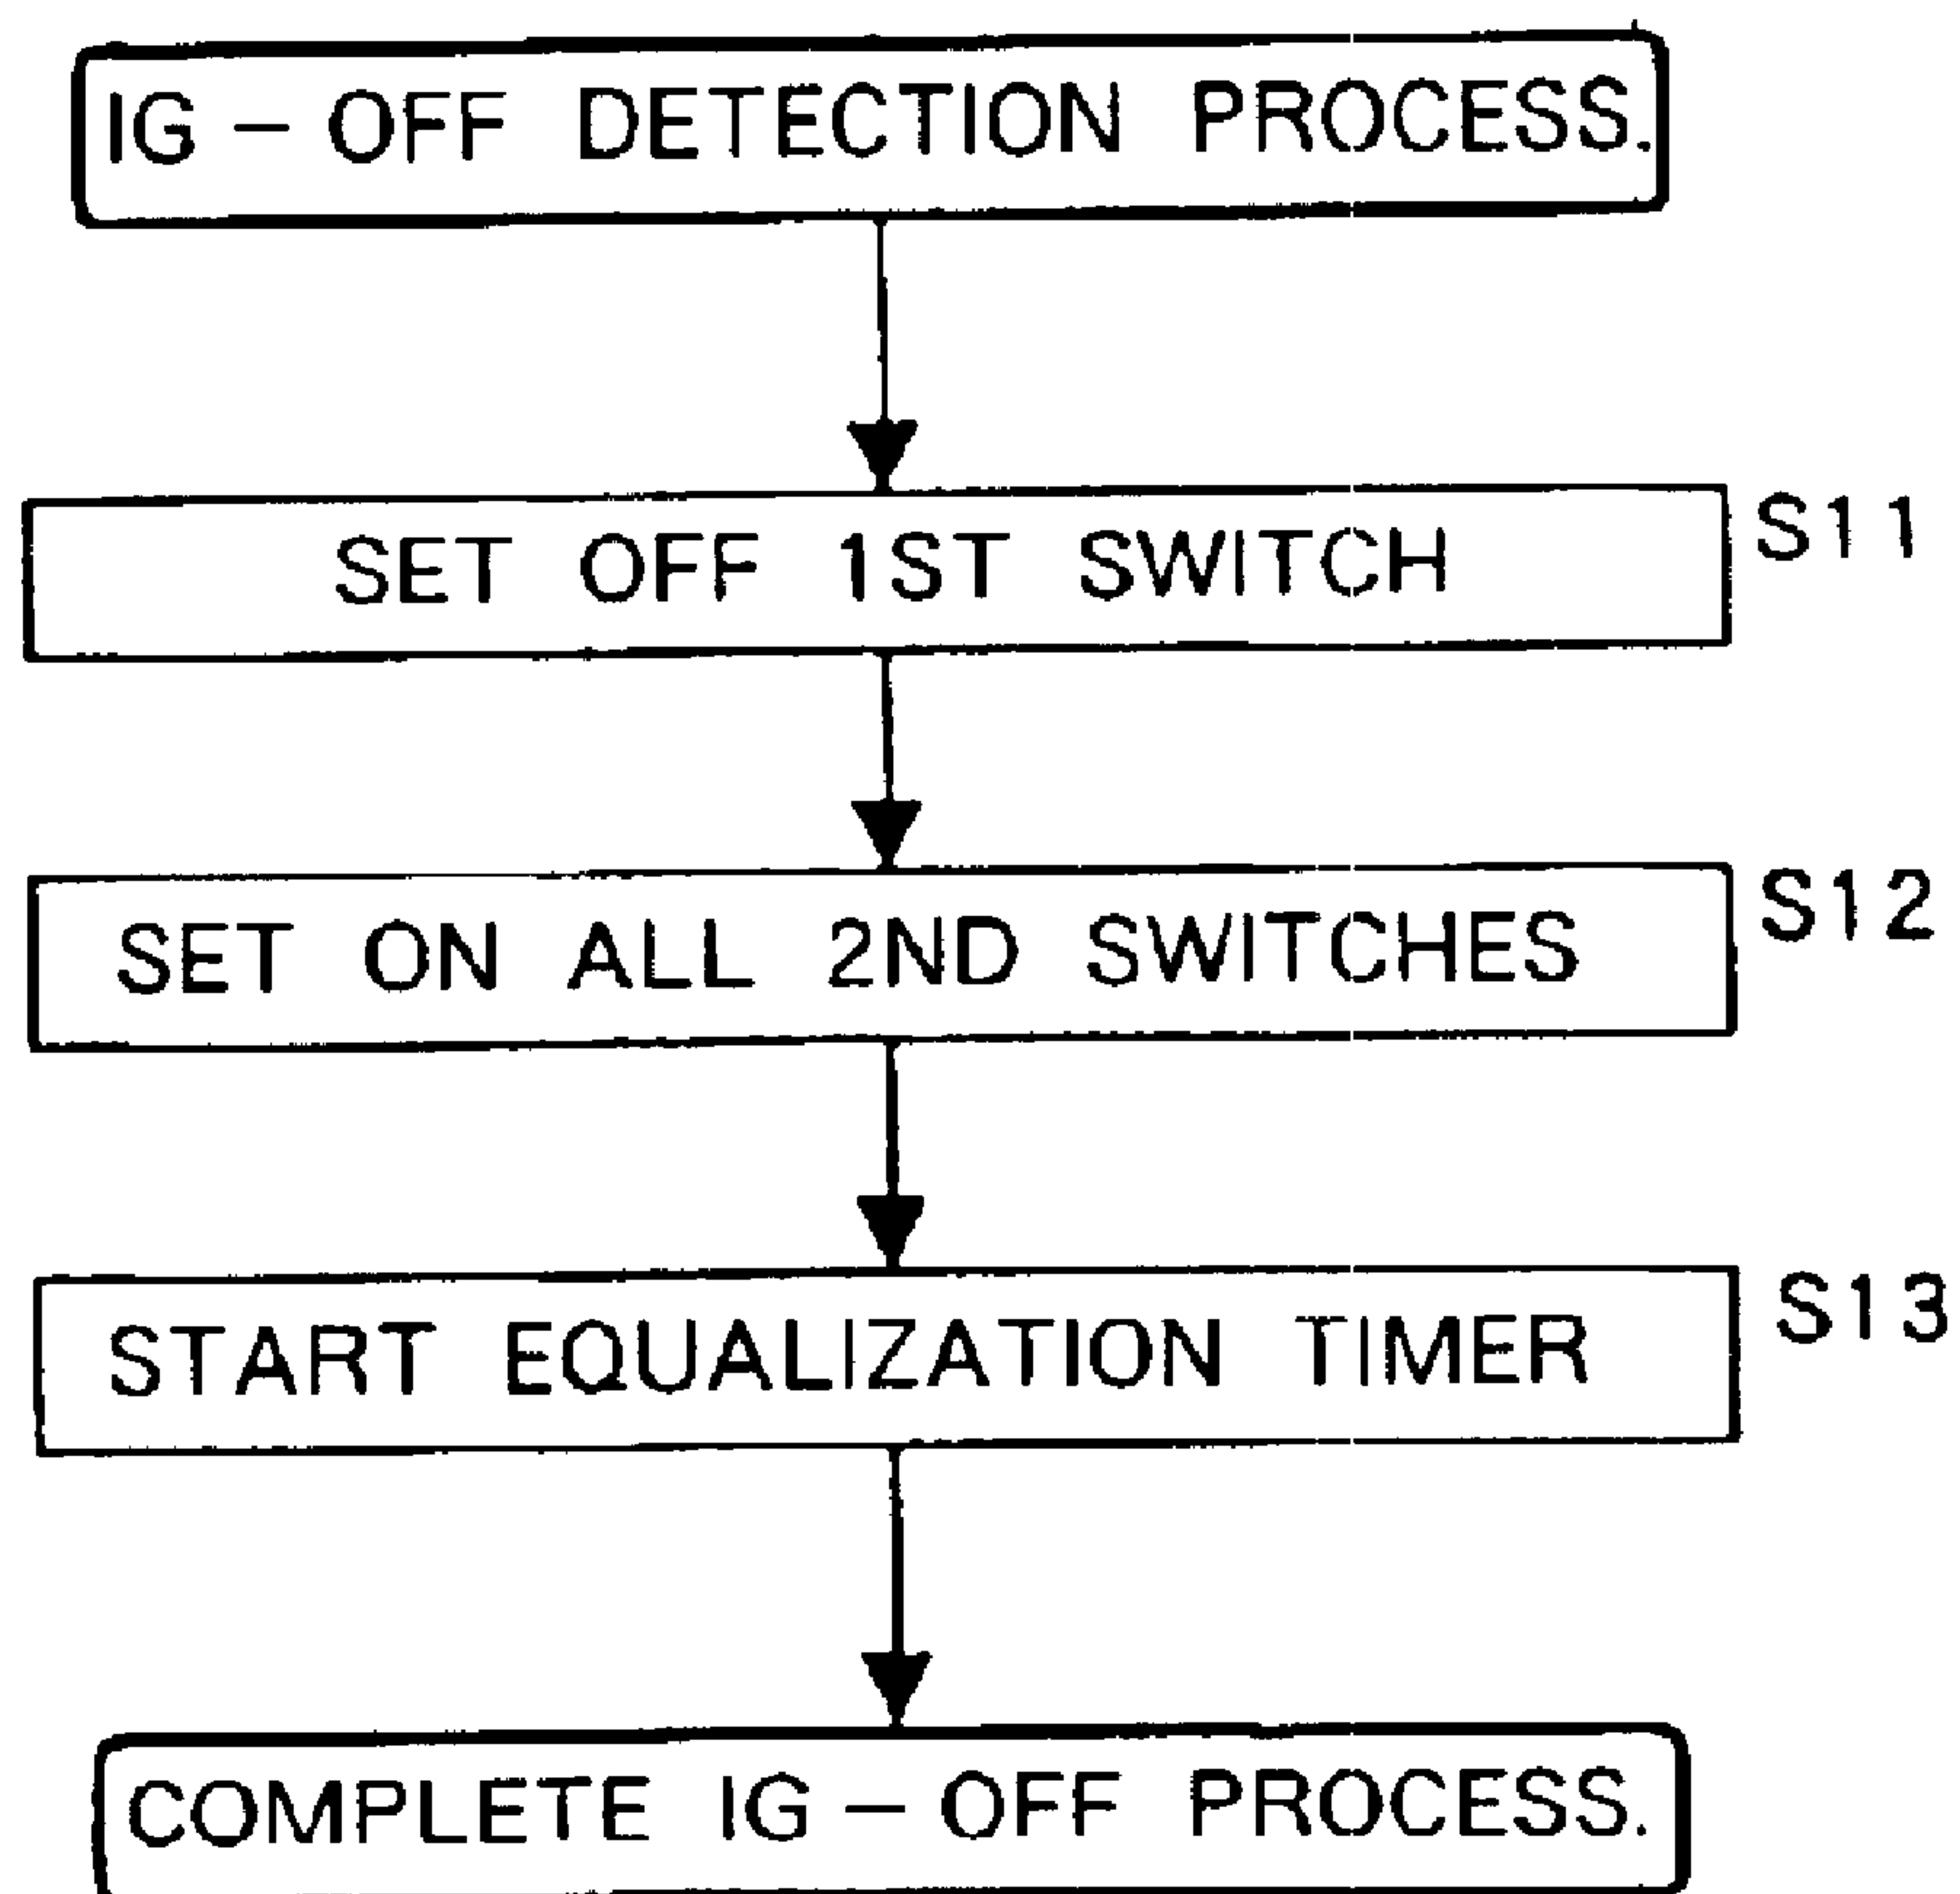 IG-OFF DETECTION PROCESS.
SET OFF 1ST SWITCH
S11
SET ON ALL 2ND SWITCHES
S12
START EQUALIZATION TIMER
S13
COMPLETE IG-OFF PROCESS.